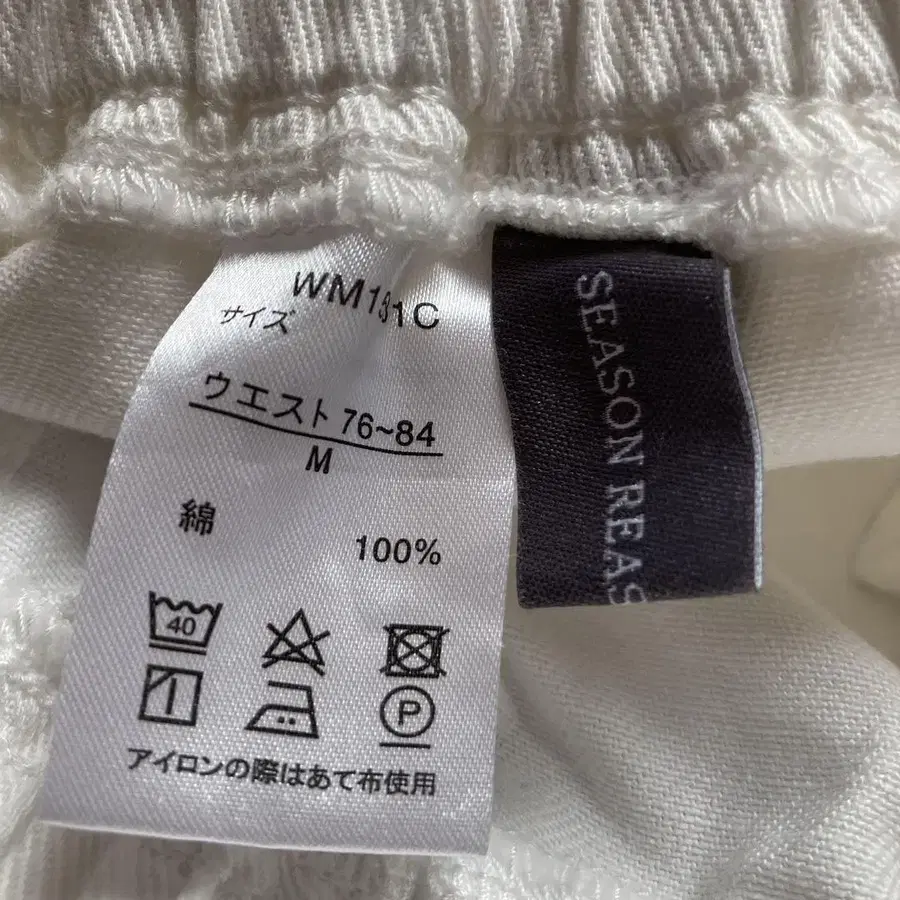 WM131C
サイズ
ウエスト 76~84
M
綿
100%
40
P
アイロンの際はあて布使用
SEASON REAS